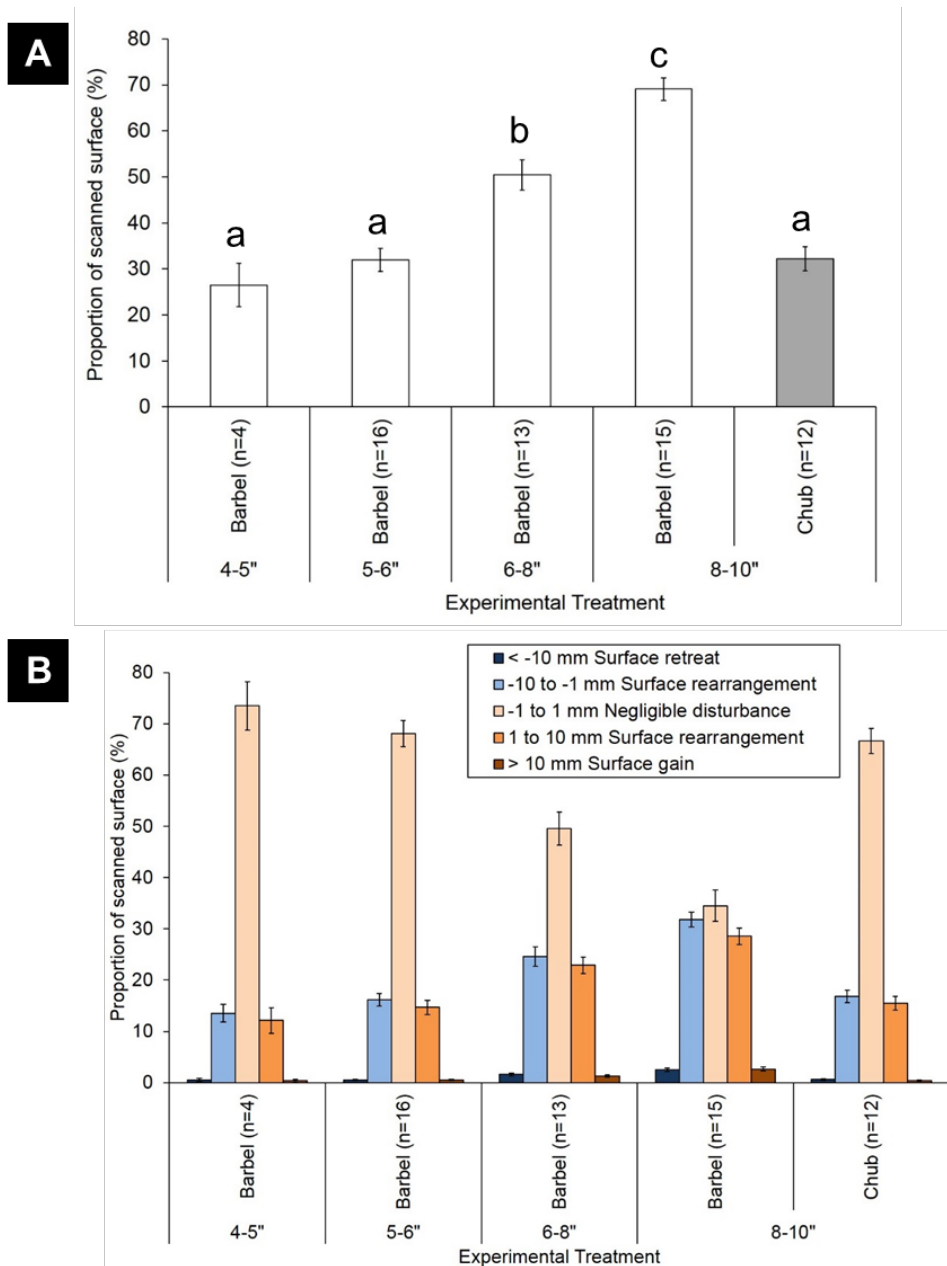 A
Proportion of scanned surface (%)
80
70
60
50
40
30
20
10
0
a
a
b
c
a
Barbel (n=4)
Barbel (n=16)
Barbel (n=13)
Barbel (n=15)
Chub (n=12)
4-5"
5-6"
6-8"
8-10"
Experimental Treatment
B
Proportion of scanned surface (%)
80
70
60
50
40
30
20
10
0
< -10 mm Surface retreat
-10 to -1 mm Surface rearrangement
-1 to 1 mm Negligible disturbance
1 to 10 mm Surface rearrangement
> 10 mm Surface gain
Barbel (n=4)
Barbel (n=16)
Barbel (n=13)
Barbel (n=15)
Chub (n=12)
4-5"
5-6"
6-8"
8-10"
Experimental Treatment